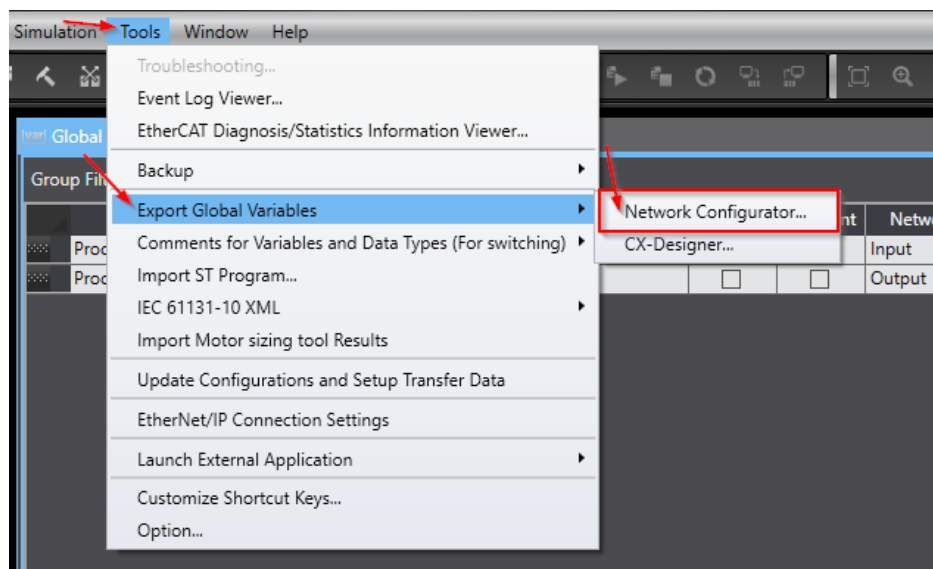 Simulation Tools Window Help
Troubleshooting...
Event Log Viewer...
EtherCAT Diagnosis/Statistics Information Viewer...
Global
Backup
Group Fil
Export Global Variables
Network Configurator...
nt Netwo
Proc
Comments for Variables and Data Types (For switching)
CX-Designer...
Input
Proc
Import ST Program...
Output
IEC 61131-10 XML
Import Motor sizing tool Results
Update Configurations and Setup Transfer Data
EtherNet/IP Connection Settings
Launch External Application
Customize Shortcut Keys...
Option...